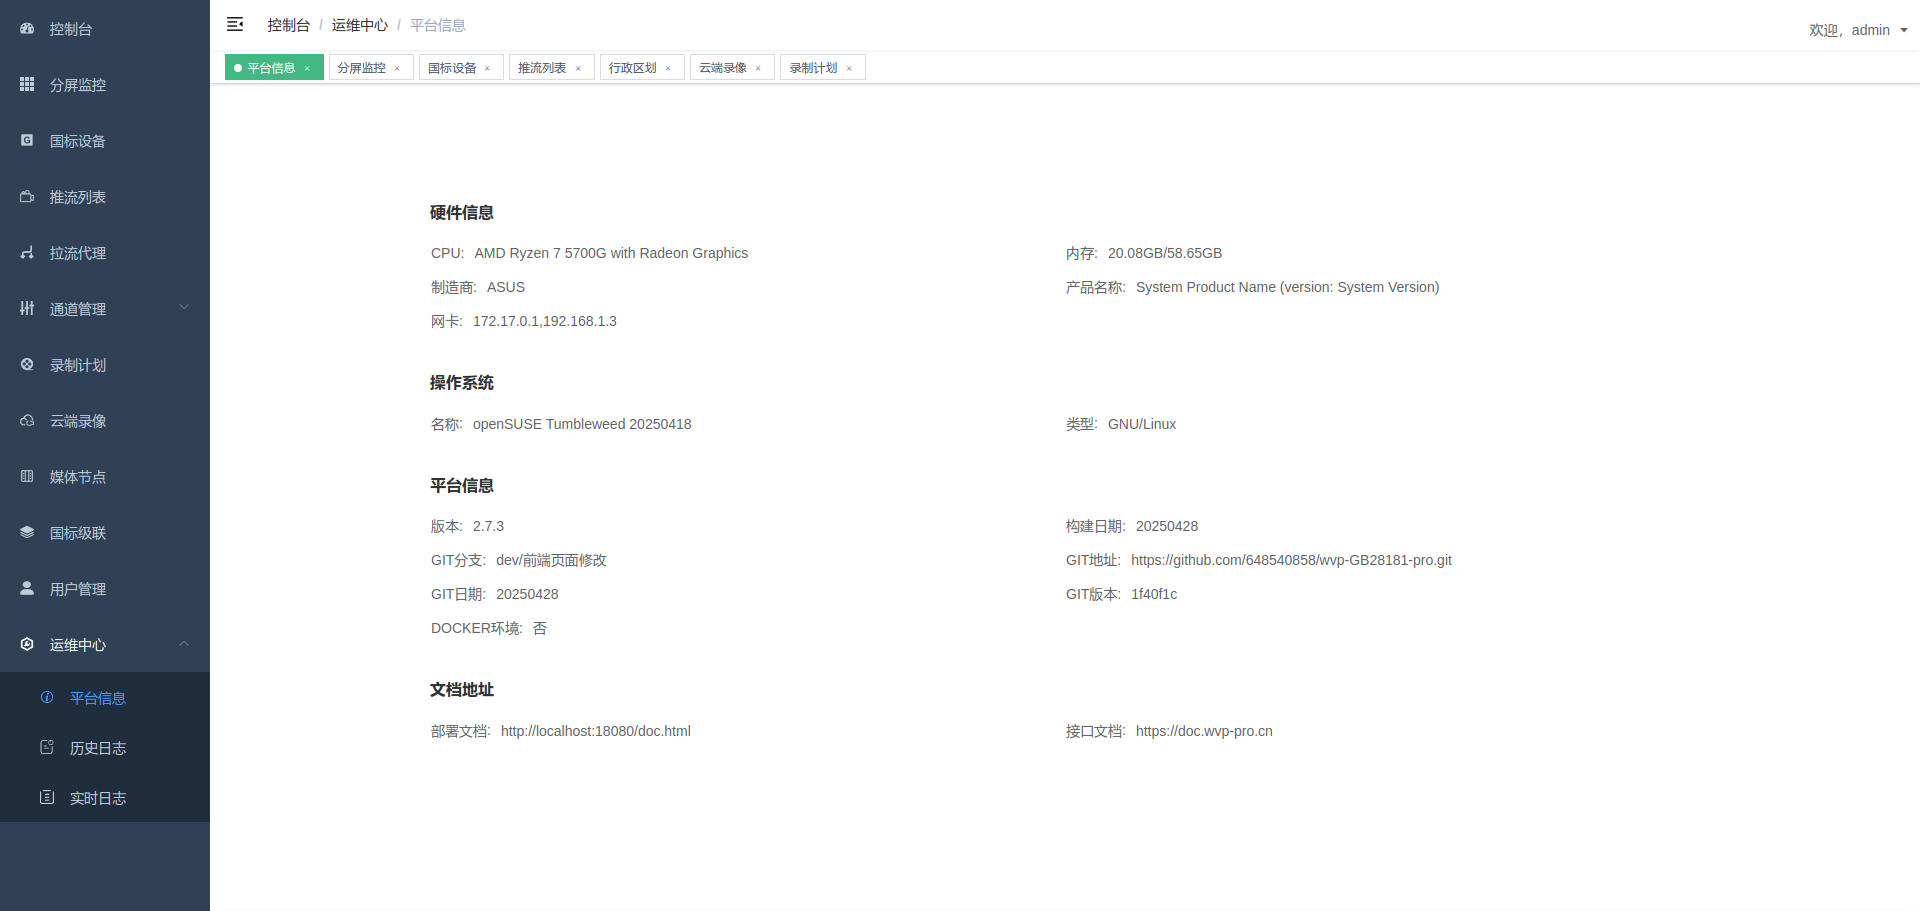 控制台
分屏监控
国标设备
推流列表
拉流代理
通道管理
录制计划
云端录像
媒体节点
国标级联
用户管理
运维中心
平台信息
历史日志
实时日志
控制台 / 运维中心 / 平台信息
欢迎, admin
平台信息 × 分屏监控 × 国标设备 × 推流列表 × 行政区划 × 云端录像 × 录制计划 ×
硬件信息
CPU: AMD Ryzen 7 5700G with Radeon Graphics 内存: 20.08GB/58.65GB
制造商: ASUS 产品名称: System Product Name (version: System Version)
网卡: 172.17.0.1,192.168.1.3
操作系统
名称: openSUSE Tumbleweed 20250418 类型: GNU/Linux
平台信息
版本: 2.7.3 构建日期: 20250428
GIT分支: dev/前端页面修改 GIT地址: https://github.com/648540858/wvp-GB28181-pro.git
GIT日期: 20250428 GIT版本: 1f40f1c
DOCKER环境: 否
文档地址
部署文档: http://localhost:18080/doc.html 接口文档: https://doc.wvp-pro.cn